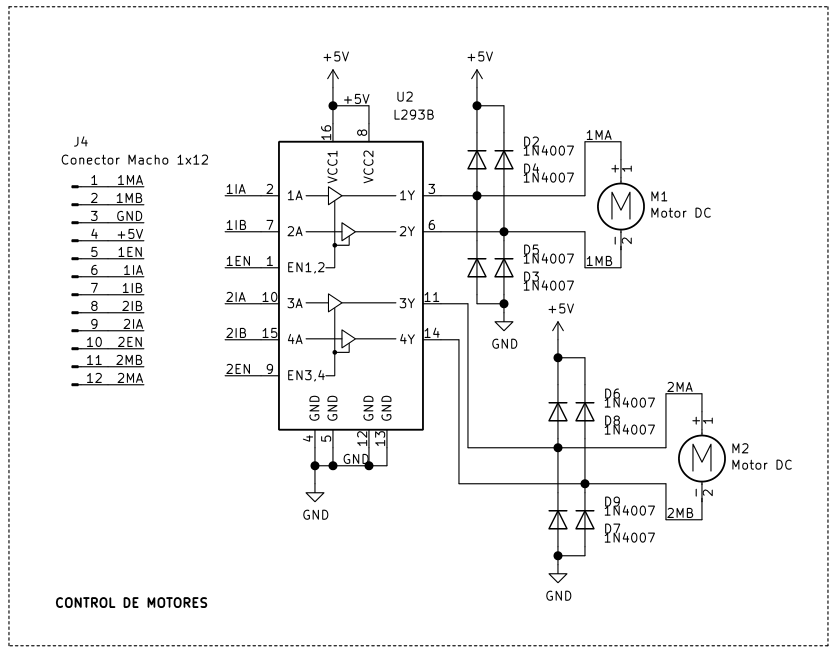 +5V
+5V
+5V
U2
L293B
16
8
VCC1
VCC2
J4
Conector Macho 1x12
1 1MA
2 1MB
3 GND
4 +5V
5 1EN
6 1IA
7 1IB
8 2IB
9 2IA
10 2EN
11 2MB
12 2MA
1IA 2 1A 1Y 3
1IB 7 2A 2Y 6
1EN 1 EN1,2
2IA 10 3A 3Y 11
2IB 15 4A 4Y 14
2EN 9 EN3,4
GND GND GND GND
4 5 12 13
GND
GND
D2
1N4007
D4
1N4007
1MA
+ 1
M
M1
Motor DC
- 2
1MB
D5
1N4007
D3
1N4007
GND
+5V
D6
1N4007
D8
1N4007
2MA
+ 1
M
M2
Motor DC
- 2
2MB
D9
1N4007
D7
1N4007
GND
CONTROL DE MOTORES